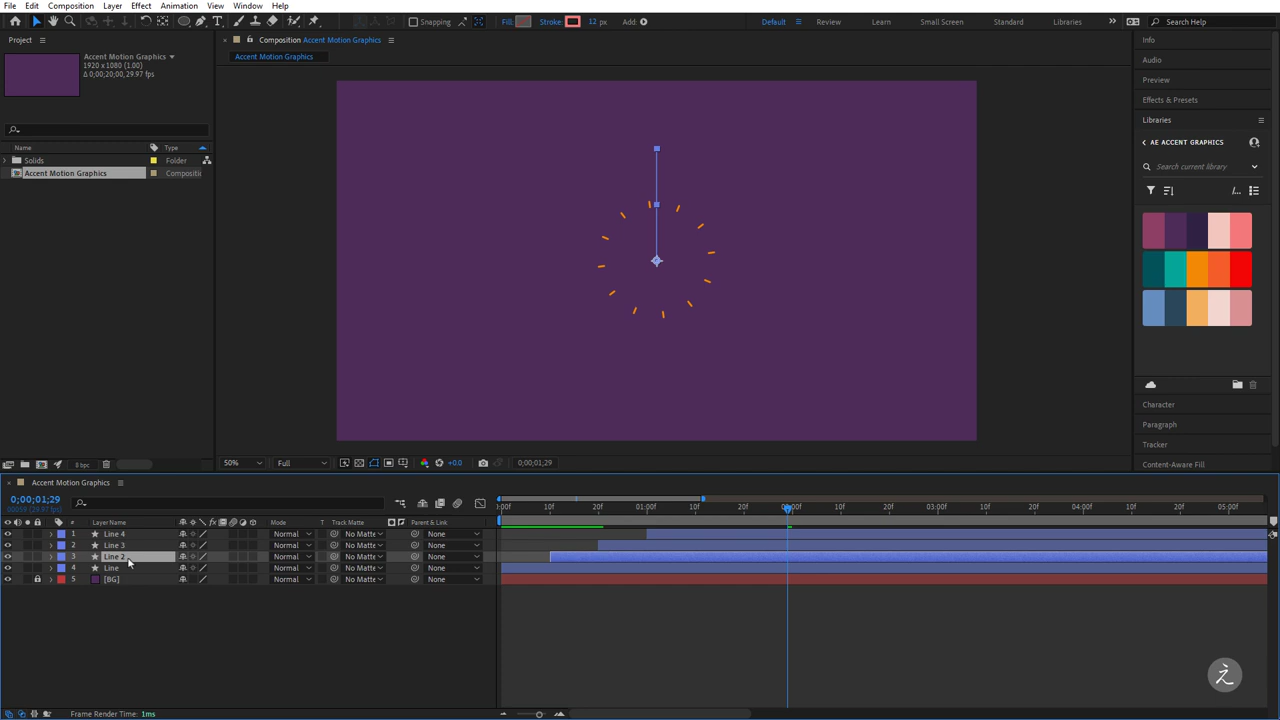 File Edit Composition Layer Effect Animation View Window Help
Snapping Fill: Stroke: 12 px Add: Default Review Learn Small Screen Standard Libraries Search Help
Project
Composition Accent Motion Graphics
Accent Motion Graphics
Accent Motion Graphics
1920 x 1080 (1.00)
Δ 0;00;20;00, 29.97 fps
Name Type
Solids Folder
Accent Motion Graphics Compositio
Info
Audio
Preview
Effects & Presets
Libraries
AE ACCENT GRAPHICS
Search current library
Character
Paragraph
Tracker
Content-Aware Fill
8 bpc
50% Full +0.0 0;00;01;29
Accent Motion Graphics
0;00;01;29
00059 (29.97 fps)
:00f 10f 20f 01:00f 10f 20f 10f 20f 03:00f 10f 20f 04:00f 10f 20f 05:00f
# Layer Name Mode T Track Matte Parent & Link
1 Line 4 Normal No Matte None
2 Line 3 Normal No Matte None
3 Line 2 Normal No Matte None
4 Line Normal No Matte None
5 [BG] Normal No Matte None
え
Frame Render Time: 1ms